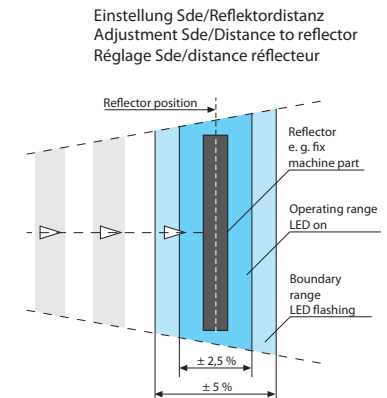 Einstellung Sde/Reflektordistanz
Adjustment Sde/Distance to reflector
Réglage Sde/distance réflecteur
Reflector position
Reflector
e. g. fix
machine part
Operating range
LED on
Boundary
range
LED flashing
± 2,5 %
± 5 %